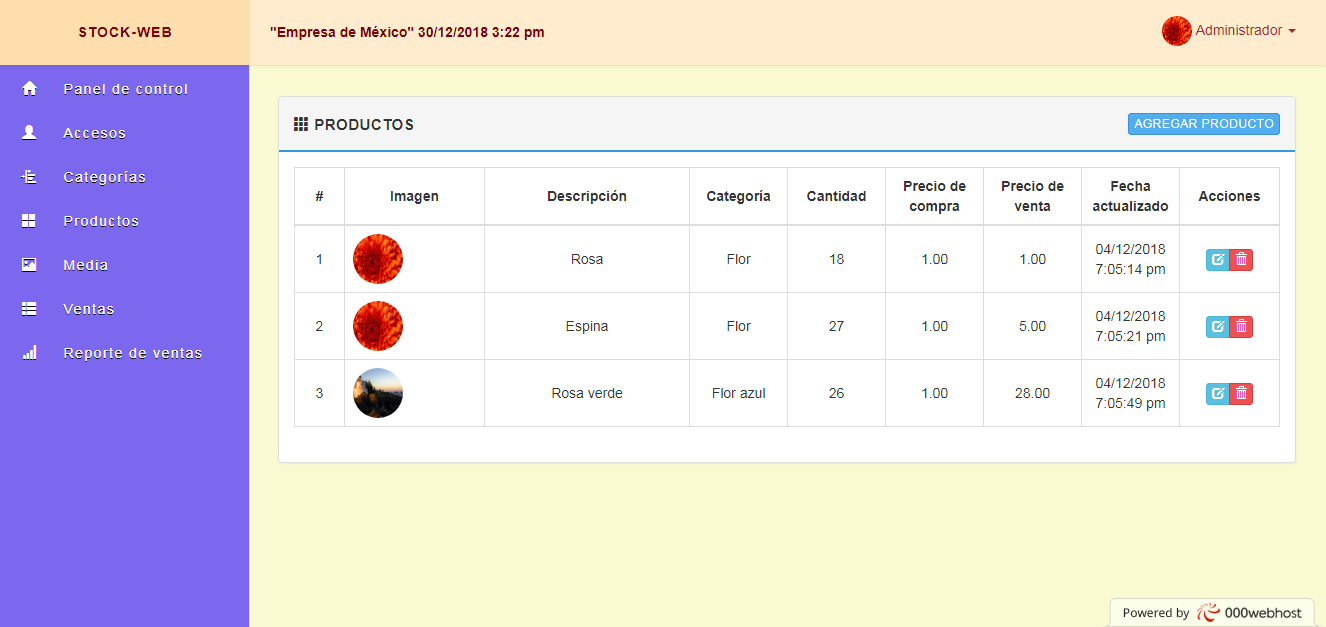 STOCK-WEB
"Empresa de México" 30/12/2018 3:22 pm
Administrador
Panel de control
Accesos
Categorías
Productos
Media
Ventas
Reporte de ventas
PRODUCTOS
AGREGAR PRODUCTO
# Imagen Descripción Categoría Cantidad Precio de compra Precio de venta Fecha actualizado Acciones
1 Rosa Flor 18 1.00 1.00 04/12/2018 7:05:14 pm
2 Espina Flor 27 1.00 5.00 04/12/2018 7:05:21 pm
3 Rosa verde Flor azul 26 1.00 28.00 04/12/2018 7:05:49 pm
Powered by 000webhost